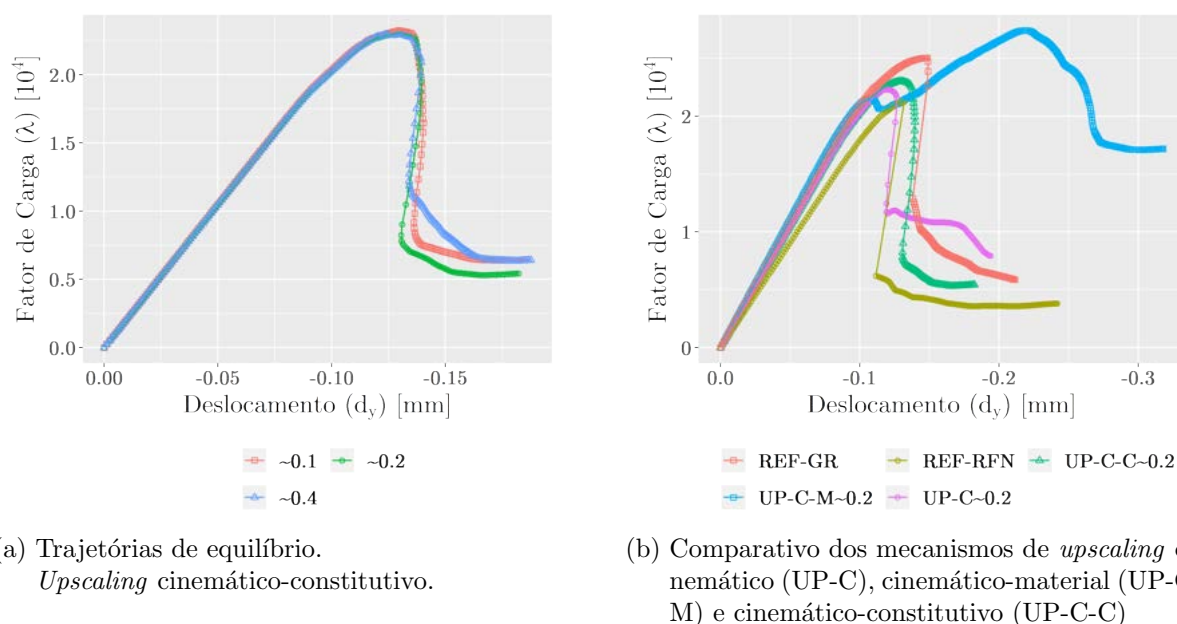 Fator de Carga (λ) [10⁴]
2.0
1.5
1.0
0.5
0.0
0.00 -0.05 -0.10 -0.15
Deslocamento (d_y) [mm]
~0.1 ~0.2
~0.4
a) Trajetórias de equilíbrio.
Upscaling cinemático-constitutivo.
Fator de Carga (λ) [10⁴]
2
1
0
0.0 -0.1 -0.2 -0.3
Deslocamento (d_y) [mm]
REF-GR REF-RFN UP-C-C~0.2
UP-C-M~0.2 UP-C~0.2
(b) Comparativo dos mecanismos de upscaling
nemático (UP-C), cinemático-material (UP-
M) e cinemático-constitutivo (UP-C-C)